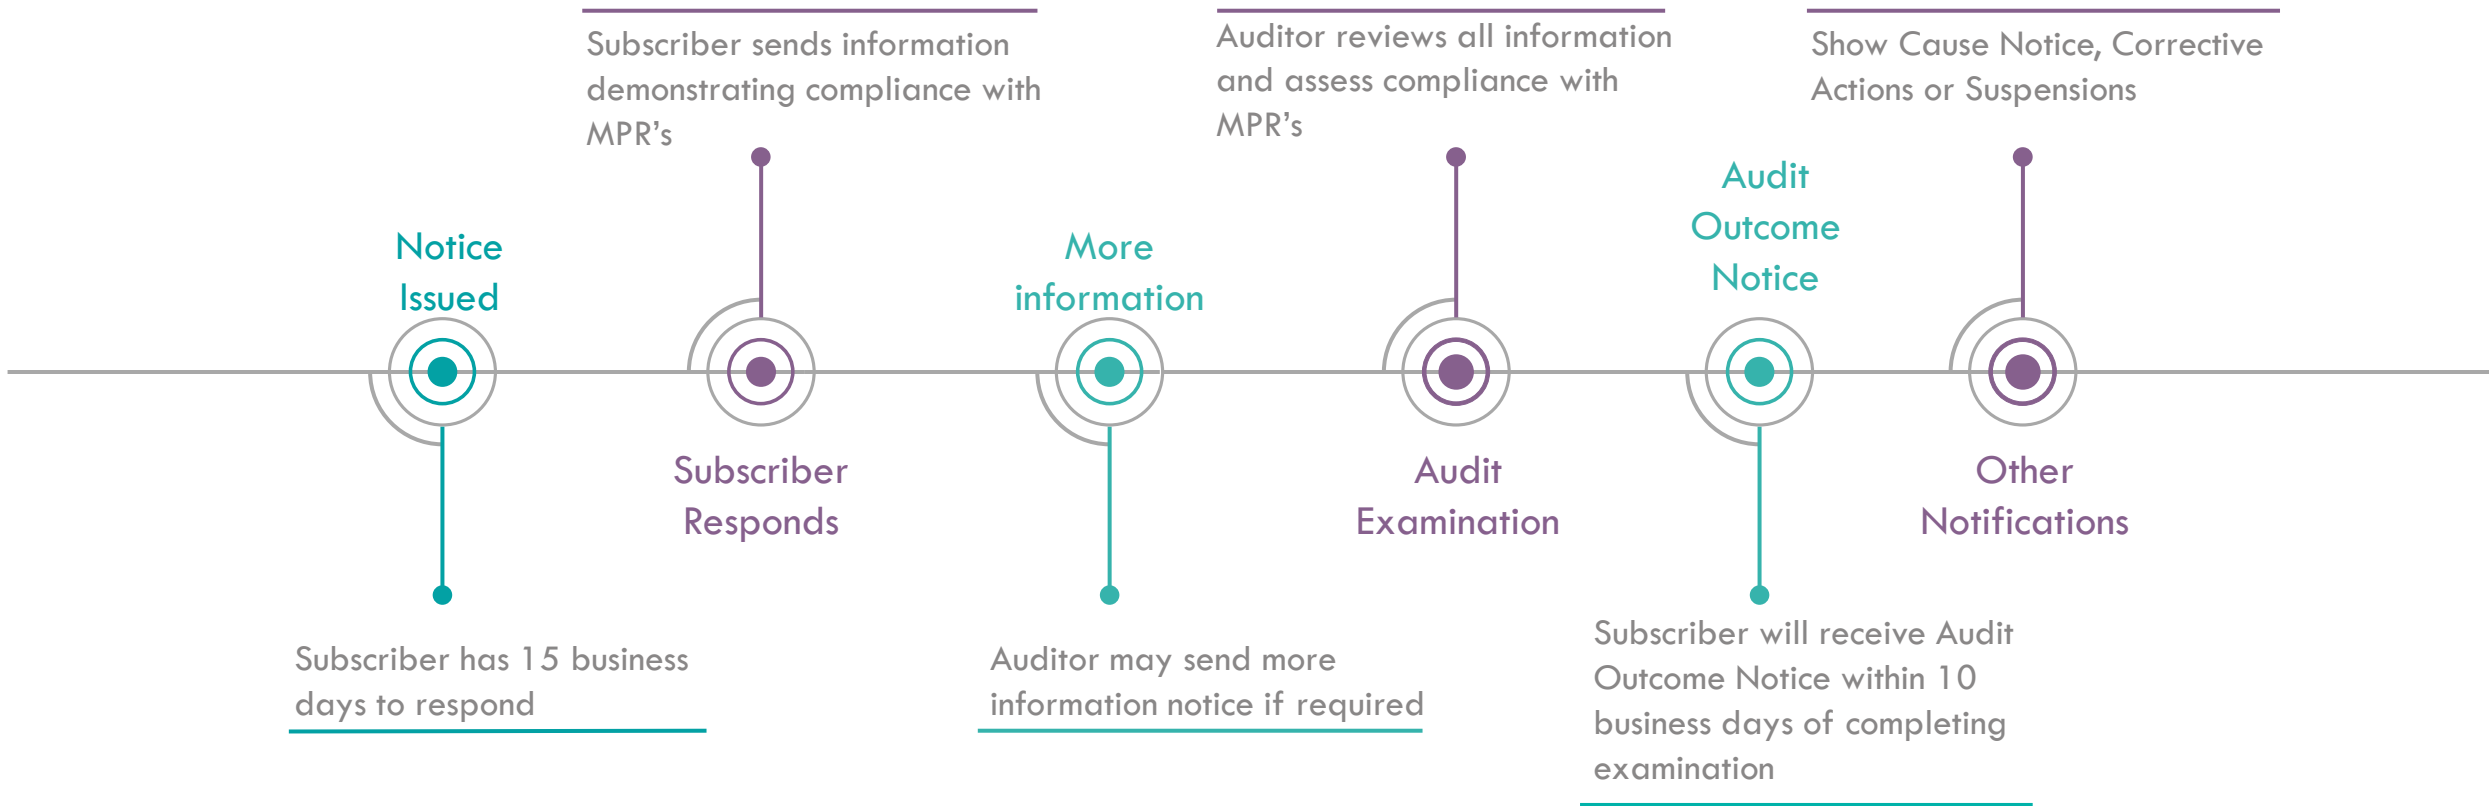 Notice
Issued
Subscriber has 15 business
days to respond
Subscriber sends information
demonstrating compliance with
MPR’s
Subscriber
Responds
More
information
Auditor may send more
information notice if required
Auditor reviews all information
and assess compliance with
MPR’s
Audit
Examination
Audit
Outcome
Notice
Subscriber will receive Audit
Outcome Notice within 10
business days of completing
examination
Show Cause Notice, Corrective
Actions or Suspensions
Other
Notifications